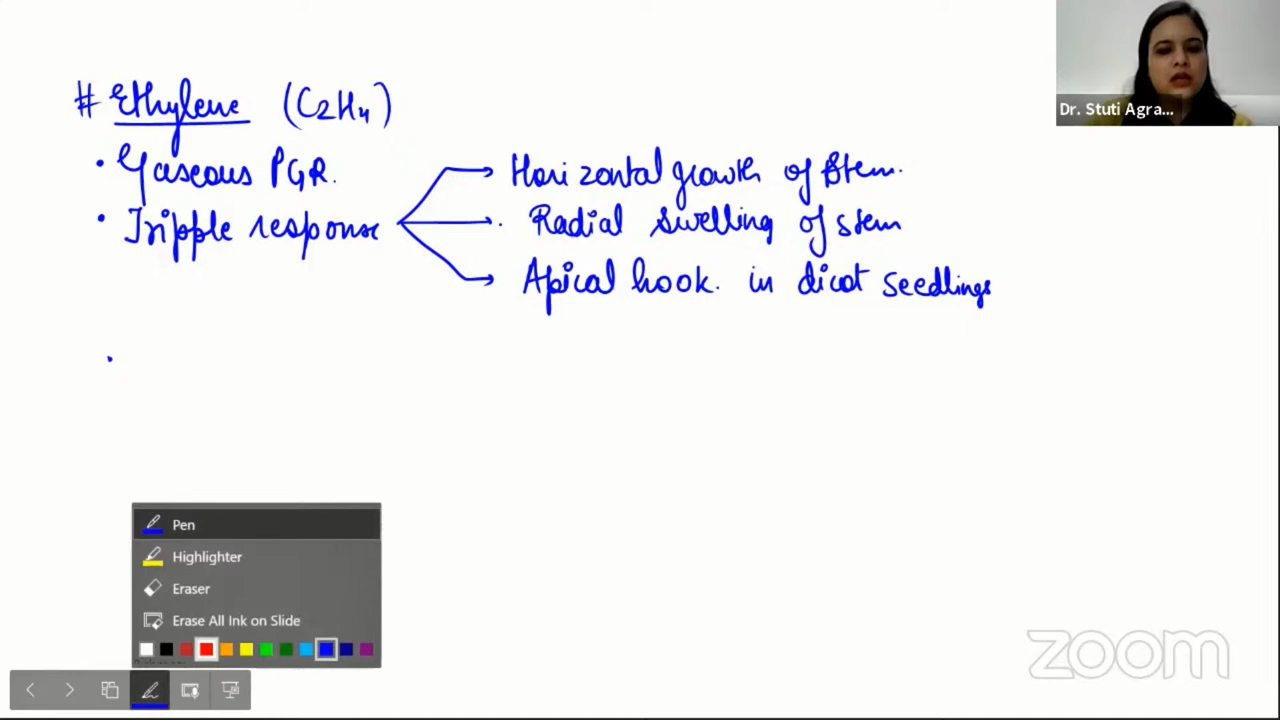 # Ethylene (C2H4)
Dr. Stuti Agra...
• Gaseous PGR.
• Tripple response
Horizontal growth of Stem.
Radial swelling of stem
Apical hook. in dicot seedlings
Pen
Highlighter
Eraser
Erase All Ink on Slide
zoom